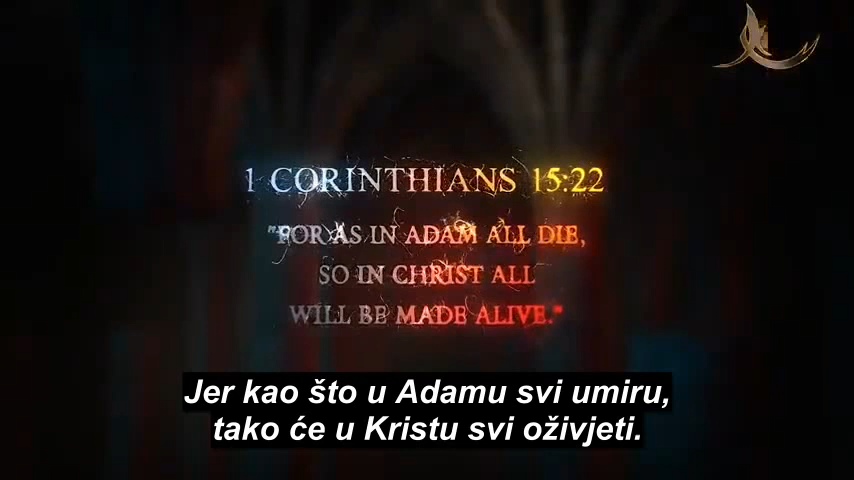 1 CORINTHIANS 15:22
"FOR AS IN ADAM ALL DIE,
SO IN CHRIST ALL
WILL BE MADE ALIVE."
Jer kao što u Adamu svi umiru,
tako će u Kristu svi oživjeti.